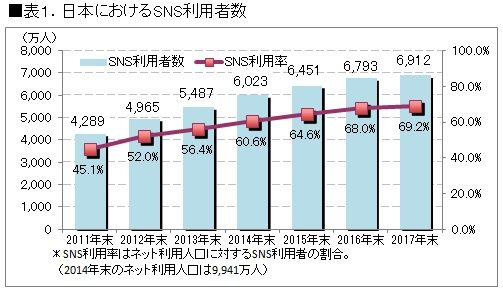 ■表1．日本におけるSNS利用者数
(万人)
SNS利用者数 SNS利用率
8,000 100.0%
7,000
6,000 80.0%
5,000 60.0%
4,000
3,000 40.0%
2,000 20.0%
1,000
0 0.0%
4,289 4,965 5,487 6,023 6,451 6,793 6,912
45.1% 52.0% 56.4% 60.6% 64.6% 68.0% 69.2%
2011年末 2012年末 2013年末 2014年末 2015年末 2016年末 2017年末
＊SNS利用率はネット利用人口に対するSNS利用者の割合。
（2014年末のネット利用人口は9,941万人）